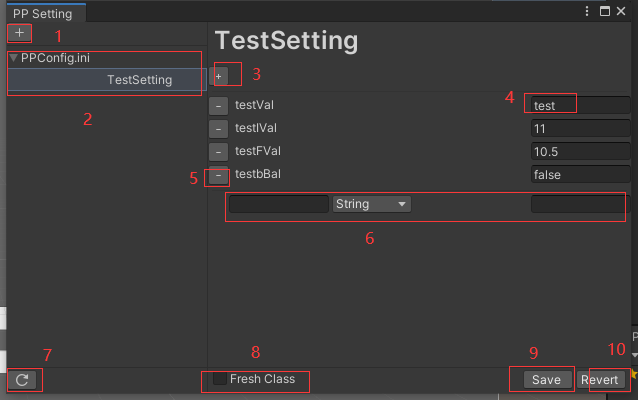 PP Setting
+ 1
TestSetting
PPConfig.ini
TestSetting
2
+ 3
- testVal test 4
- testIVal 11
- testFVal 10.5
5 - testbBal false
String
6
7 8 9 10
Fresh Class Save Revert
P